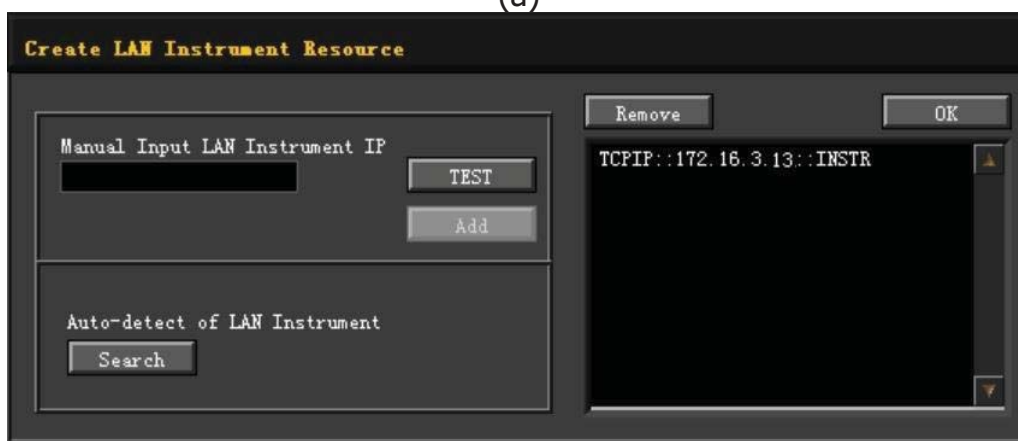 (a)
Create LAN Instrument Resource
Manual Input LAN Instrument IP
TEST
Add
Auto-detect of LAN Instrument
Search
Remove
OK
TCPIP::172.16.3.13::INSTR